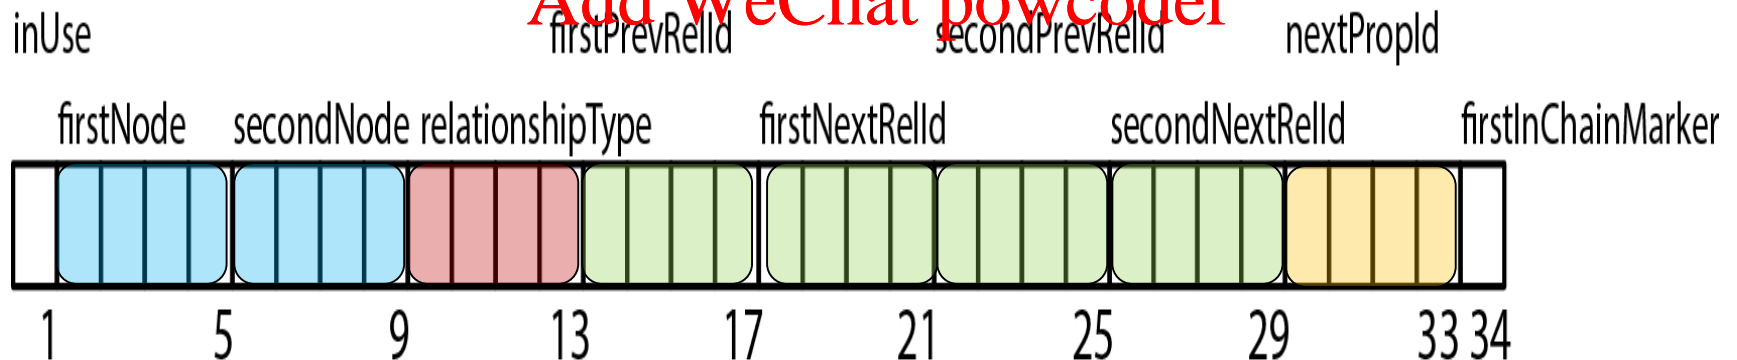 Add WeChat powcoder
inUse firstPrevRelId secondPrevRelId nextPropId
firstNode secondNode relationshipType firstNextRelId secondNextRelId firstInChainMarker
1 5 9 13 17 21 25 29 33 34